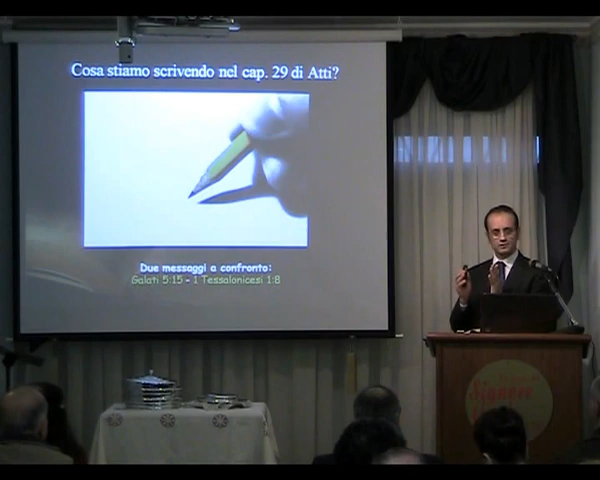 Cosa stiamo scrivendo nel cap. 29 di Atti?
Due messaggi a confronto:
Galati 5:15 - 1 Tessalonicesi 1:8
Signore